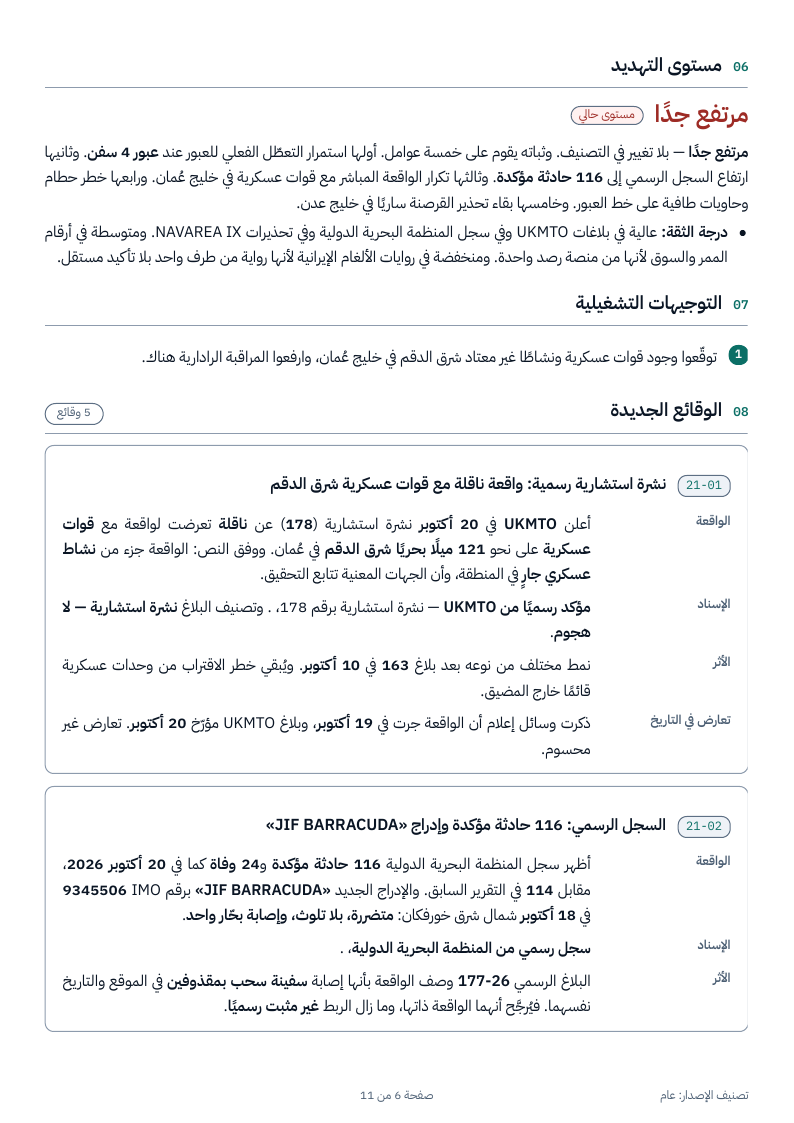 06 مستوى التهديد
مرتفع جدًا مستوى حالي
مرتفع جدًا — بلا تغيير في التصنيف. وثباته يقوم على خمسة عوامل. أولها استمرار التعطّل الفعلي للعبور عند عبور 4 سفن. وثانيها
ارتفاع السجل الرسمي إلى 116 حادثة مؤكدة. وثالثها تكرار الواقعة المباشر مع قوات عسكرية في خليج عُمان. ورابعها خطر حطام
وحاويات طافية على خط العبور. وخامسها بقاء تحذير القرصنة ساريًا في خليج عدن.
• درجة الثقة: عالية في بلاغات UKMTO وفي سجل المنظمة البحرية الدولية وفي تحذيرات NAVAREA IX. ومتوسطة في أرقام
الممر والسوق لأنها من منصة رصد واحدة. ومنخفضة في روايات الألغام الإيرانية لأنها رواية من طرف واحد بلا تأكيد مستقل.
07 التوجيهات التشغيلية
1 توقّعوا وجود قوات عسكرية ونشاطًا غير معتاد شرق الدقم في خليج عُمان، وارفعوا المراقبة الرادارية هناك.
08 الوقائع الجديدة
5 وقائع
21-01 نشرة استشارية رسمية: واقعة ناقلة مع قوات عسكرية شرق الدقم
الواقعة
أعلن UKMTO في 20 أكتوبر نشرة استشارية (178) عن ناقلة تعرضت لواقعة مع قوات
عسكرية على نحو 121 ميلًا بحريًا شرق الدقم في عُمان. ووفق النص: الواقعة جزء من نشاط
عسكري جارٍ في المنطقة، وأن الجهات المعنية تتابع التحقيق.
الإسناد
مؤكد رسميًا من UKMTO — نشرة استشارية برقم 178، . وتصنيف البلاغ نشرة استشارية — لا
هجوم.
الأثر
نمط مختلف من نوعه بعد بلاغ 163 في 10 أكتوبر. ويُبقي خطر الاقتراب من وحدات عسكرية
قائمًا خارج المضيق.
تعارض في التاريخ
ذكرت وسائل إعلام أن الواقعة جرت في 19 أكتوبر، وبلاغ UKMTO مؤرّخ 20 أكتوبر. تعارض غير
محسوم.
21-02 السجل الرسمي: 116 حادثة مؤكدة وإدراج «JIF BARRACUDA»
الواقعة
أظهر سجل المنظمة البحرية الدولية 116 حادثة مؤكدة و24 وفاة كما في 20 أكتوبر 2026،
مقابل 114 في التقرير السابق. والإدراج الجديد «JIF BARRACUDA» برقم IMO 9345506
في 18 أكتوبر شمال شرق خورفكان: متضررة، بلا تلوث، وإصابة بحّار واحد.
الإسناد
سجل رسمي من المنظمة البحرية الدولية، .
الأثر
البلاغ الرسمي 177-26 وصف الواقعة بأنها إصابة سفينة سحب بمقذوفين في الموقع والتاريخ
نفسهما. فيُرجَّح أنهما الواقعة ذاتها، وما زال الربط غير مثبت رسميًا.
تصنيف الإصدار: عام
صفحة 6 من 11